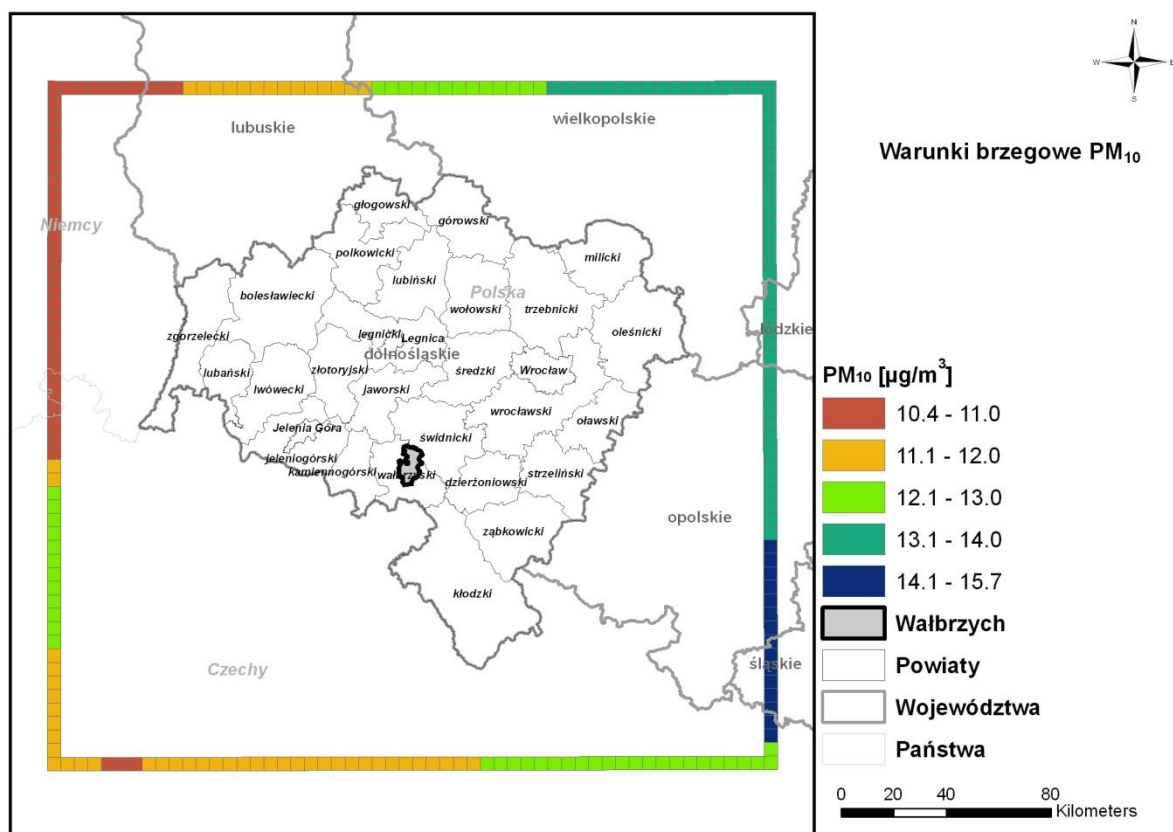 N
W E
S
Warunki brzegowe PM10
lubuskie
wielkopolskie
Niemcy
głogowski
górowski
milicki
polkowicki
lubiński
Polska
bolesławiecki
wołowski
trzebnicki
oleśnicki
łódzkie
zgorzelecki
legnicki
Legnica
dolnośląskie
lubański
lwówecki
złotoryjski
jaworski
średzki
Wrocław
wrocławski
oławski
Jelenia Góra
świdnicki
jeleniogórski
kamiennogórski
wałbrzyski
dzierżoniowski
strzeliński
opolskie
ząbkowicki
kłodzki
Czechy
śląskie
PM10 [µg/m3]
10.4 - 11.0
11.1 - 12.0
12.1 - 13.0
13.1 - 14.0
14.1 - 15.7
Wałbrzych
Powiaty
Województwa
Państwa
0 20 40 80
Kilometers